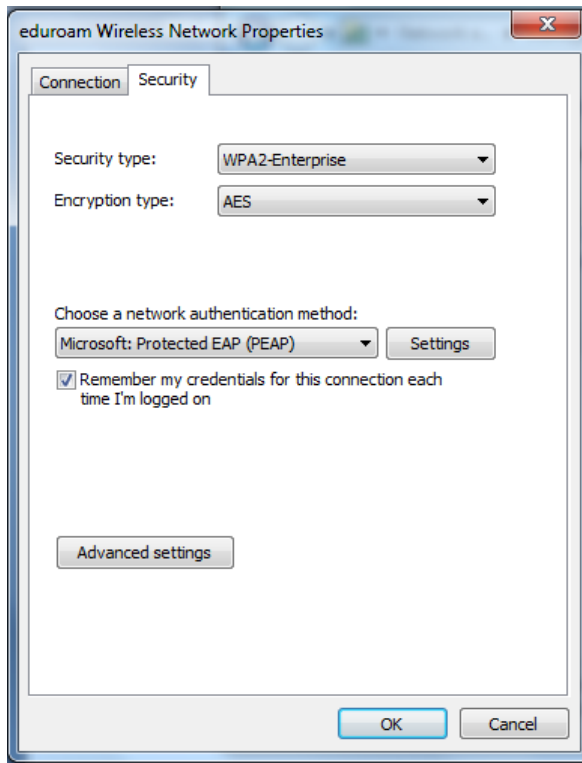 eduroam Wireless Network Properties
Connection
Security
Security type:
WPA2-Enterprise
Encryption type:
AES
Choose a network authentication method:
Microsoft: Protected EAP (PEAP)
Settings
Remember my credentials for this connection each
time I'm logged on
Advanced settings
OK
Cancel